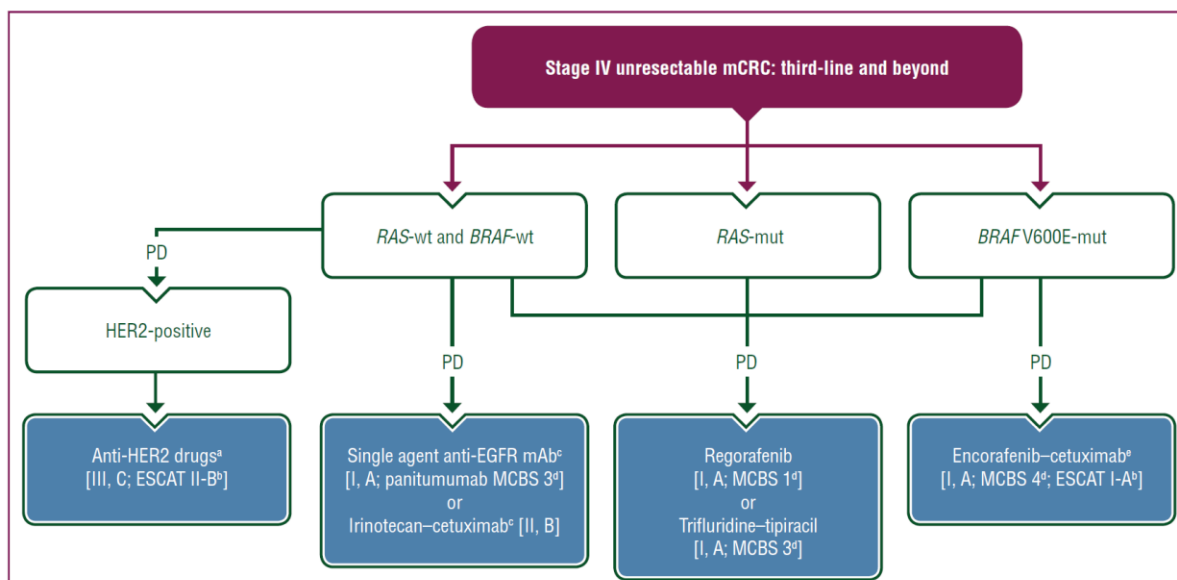 Stage IV unresectable mCRC: third-line and beyond
RAS-wt and BRAF-wt
RAS-mut
BRAF V600E-mut
PD
HER2-positive
PD
PD
PD
Anti-HER2 drugsᵃ
[III, C; ESCAT II-Bᵇ]
Single agent anti-EGFR mAbᶜ
[I, A; panitumumab MCBS 3ᵈ]
or
Irinotecan–cetuximabᶜ [II, B]
Regorafenib
[I, A; MCBS 1ᵈ]
or
Trifluridine–tipiracil
[I, A; MCBS 3ᵈ]
Encorafenib–cetuximabᵉ
[I, A; MCBS 4ᵈ; ESCAT I-Aᵇ]